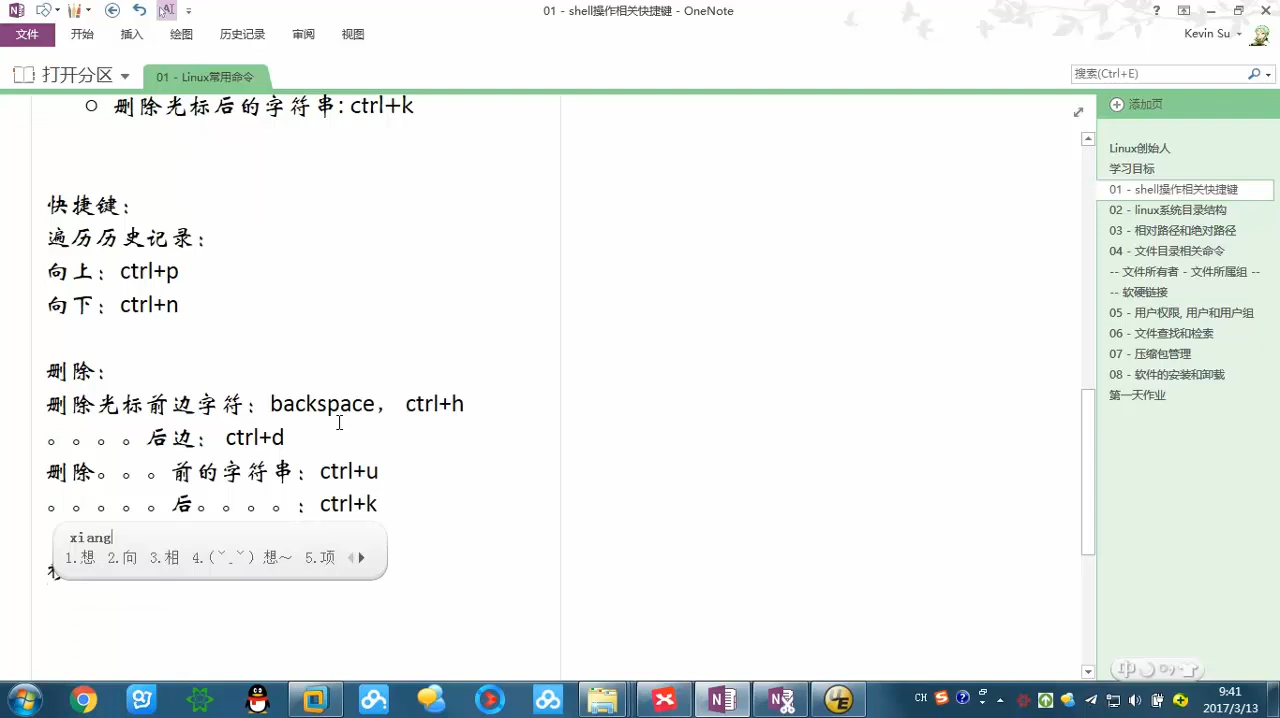 01 - shell操作相关快捷键 - OneNote
文件 开始 插入 绘图 历史记录 审阅 视图
Kevin Su
打开分区
01 - Linux常用命令
搜索(Ctrl+E)
添加页
删除光标后的字符串: ctrl+k
快捷键:
遍历历史记录:
向上: ctrl+p
向下: ctrl+n
删除:
删除光标前边字符: backspace, ctrl+h
。。。。后边: ctrl+d
删除。。。前的字符串: ctrl+u
。。。。。后。。。。: ctrl+k
xiang
1.想 2.向 3.相 4.(ˇˍˇ) 想～ 5.项
Linux创始人
学习目标
01 - shell操作相关快捷键
02 - linux系统目录结构
03 - 相对路径和绝对路径
04 - 文件目录相关命令
-- 文件所有者 - 文件所属组 --
-- 软硬链接
05 - 用户权限, 用户和用户组
06 - 文件查找和检索
07 - 压缩包管理
08 - 软件的安装和卸载
第一天作业
中
CH
9:41
2017/3/13